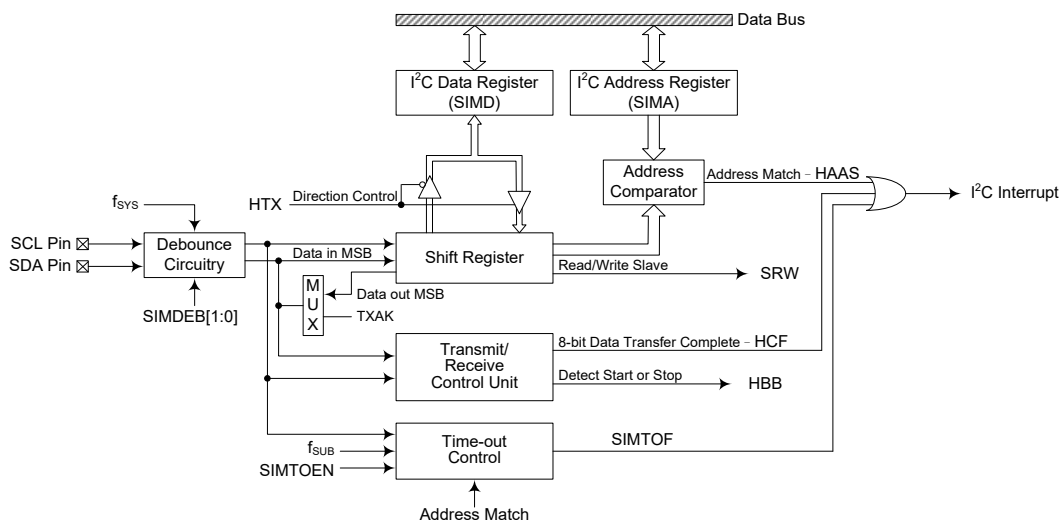 Data Bus
I²C Data Register
(SIMD)
I²C Address Register
(SIMA)
Address
Comparator
Address Match - HAAS
I²C Interrupt
HTX
Direction Control
fSYS
SCL Pin
SDA Pin
Debounce
Circuitry
SIMDEB[1:0]
Data in MSB
Shift Register
Read/Write Slave
SRW
M
U
X
Data out MSB
TXAK
Transmit/
Receive
Control Unit
8-bit Data Transfer Complete - HCF
Detect Start or Stop
HBB
fSUB
SIMTOEN
Time-out
Control
SIMTOF
Address Match